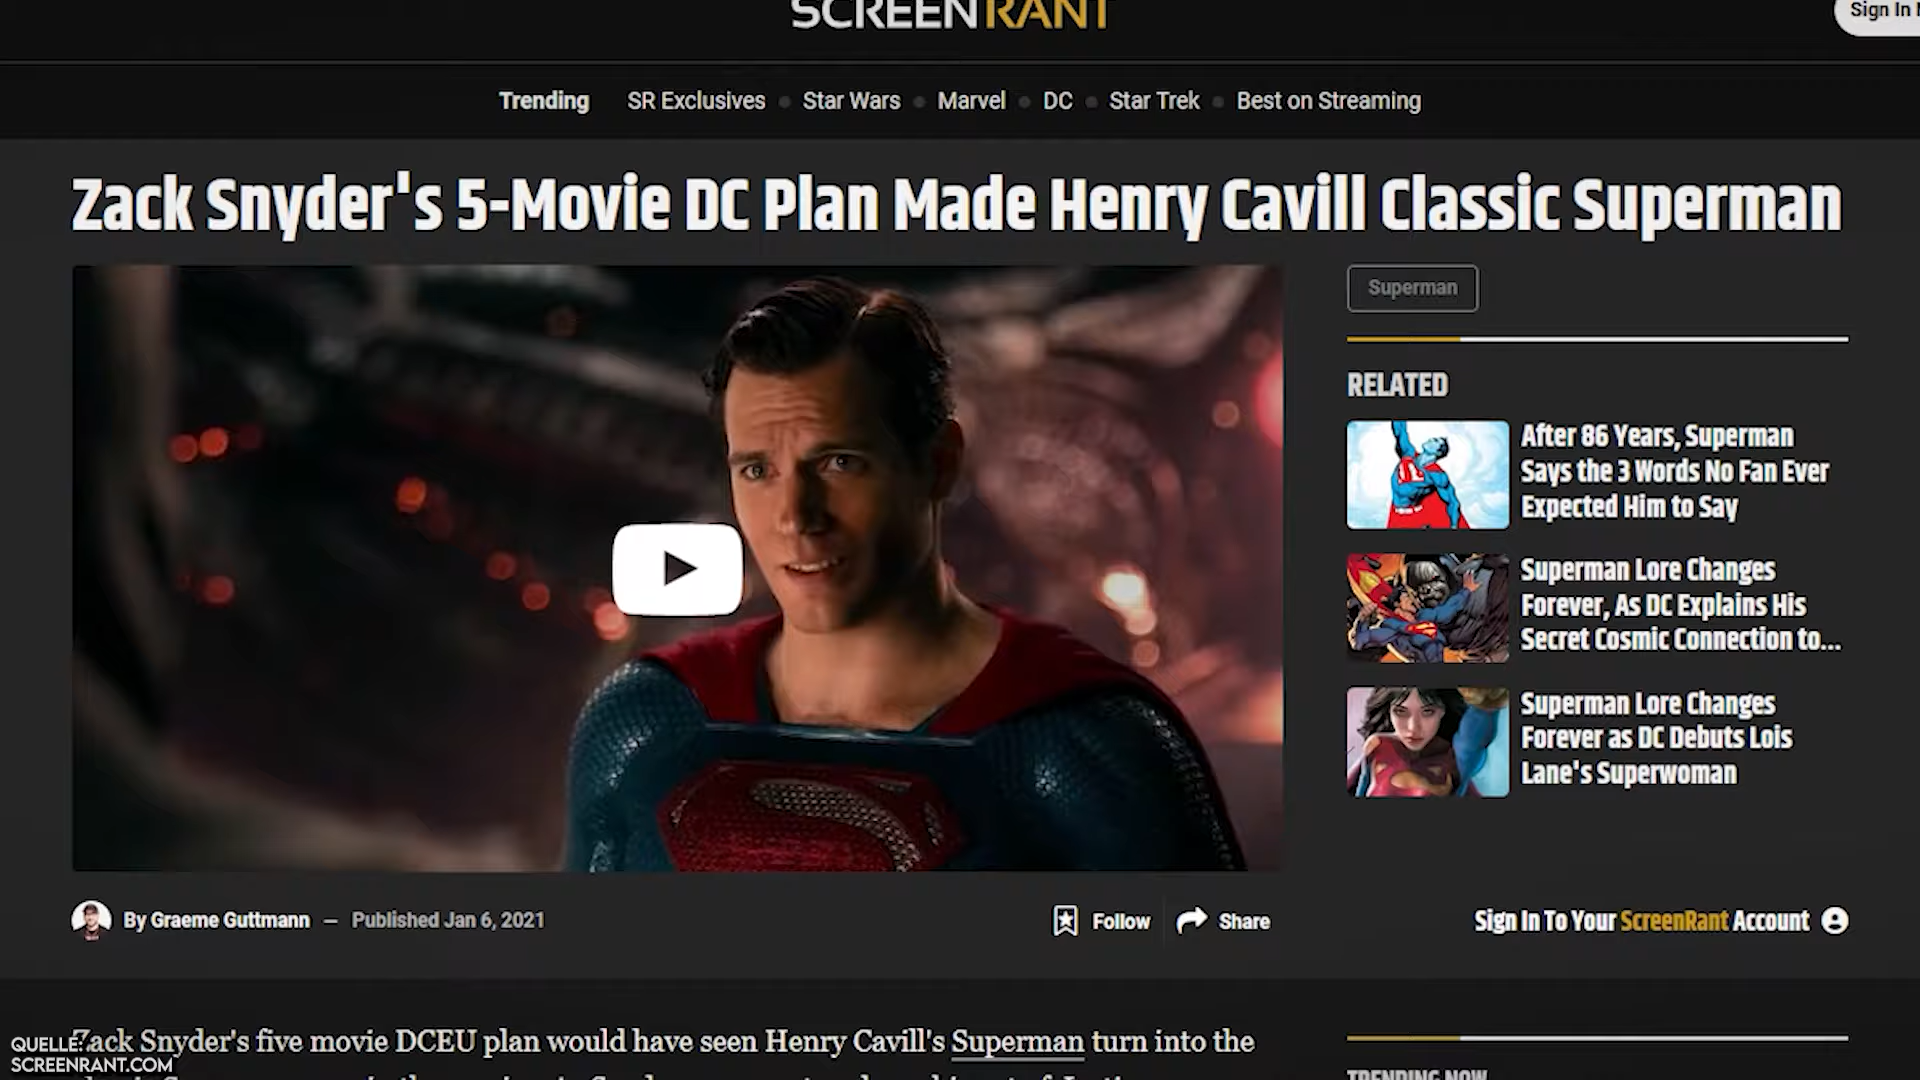 SCREENRANT
Sign In
Trending SR Exclusives Star Wars Marvel DC Star Trek Best on Streaming
Zack Snyder's 5-Movie DC Plan Made Henry Cavill Classic Superman
Superman
RELATED
After 86 Years, Superman
Says the 3 Words No Fan Ever
Expected Him to Say
Superman Lore Changes
Forever, As DC Explains His
Secret Cosmic Connection to...
Superman Lore Changes
Forever as DC Debuts Lois
Lane's Superwoman
By Graeme Guttmann — Published Jan 6, 2021
Follow Share
Sign In To Your ScreenRant Account
Zack Snyder's five movie DCEU plan would have seen Henry Cavill's Superman turn into the
QUELLE:
SCREENRANT.COM
TRENDING NOW